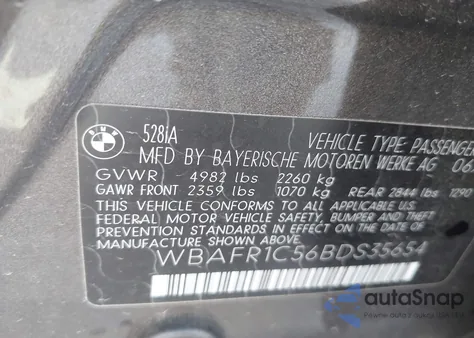 BMW
528IA
VEHICLE TYPE PASSENGER
MFD BY BAYERISCHE MOTOREN WERKE AG 06
GVWR 4982 lbs 2260 kg
GAWR FRONT 2359 lbs 1070 kg REAR 2844 lbs 129
THIS VEHICLE CONFORMS TO ALL APPLICABLE U.S.
FEDERAL MOTOR VEHICLE SAFETY, BUMPER, AND THEFT
PREVENTION STANDARDS IN EFFECT ON THE DATE OF
MANUFACTURE SHOWN ABOVE.
WBAFR1C56BDS35654
autoSnap